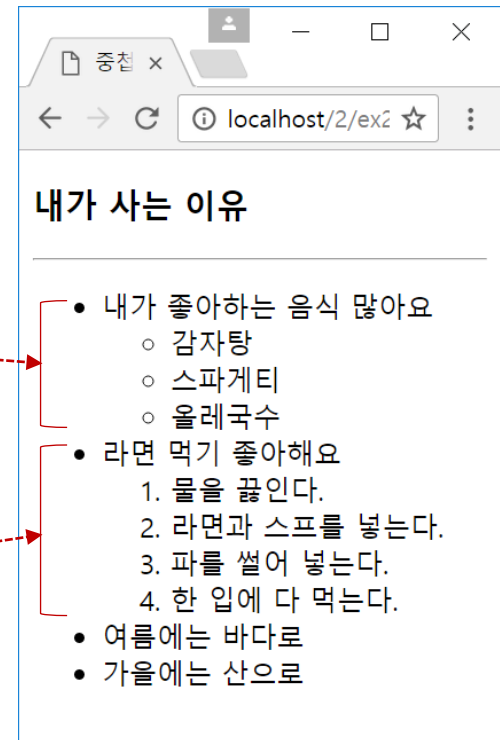 중첩
localhost/2/ex2
내가 사는 이유
내가 좋아하는 음식 많아요
감자탕
스파게티
올레국수
라면 먹기 좋아해요
1. 물을 끓인다.
2. 라면과 스프를 넣는다.
3. 파를 썰어 넣는다.
4. 한 입에 다 먹는다.
여름에는 바다로
가을에는 산으로